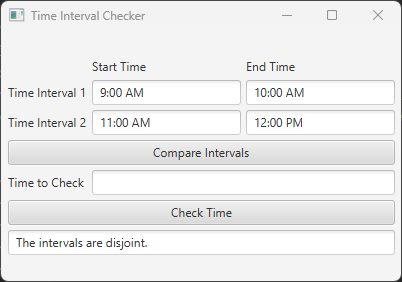 Time Interval Checker
Start Time End Time
Time Interval 1 9:00 AM 10:00 AM
Time Interval 2 11:00 AM 12:00 PM
Compare Intervals
Time to Check
Check Time
The intervals are disjoint.